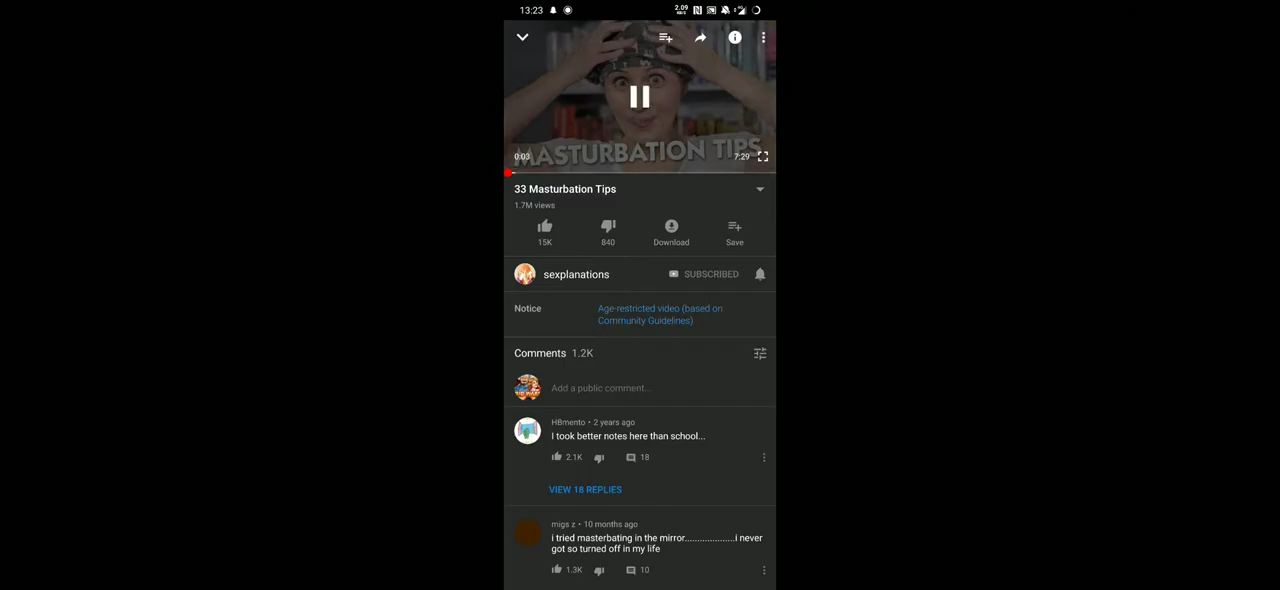 13:23
2.09
KB/S
MASTURBATION TIPS
0:03
7:29
33 Masturbation Tips
1.7M views
15K
840
Download
Save
sexplanations
SUBSCRIBED
Notice
Age-restricted video (based on
Community Guidelines)
Comments 1.2K
Add a public comment...
HBmento • 2 years ago
I took better notes here than school...
2.1K
18
VIEW 18 REPLIES
migs z • 10 months ago
i tried masterbating in the mirror....................i never
got so turned off in my life
1.3K
10